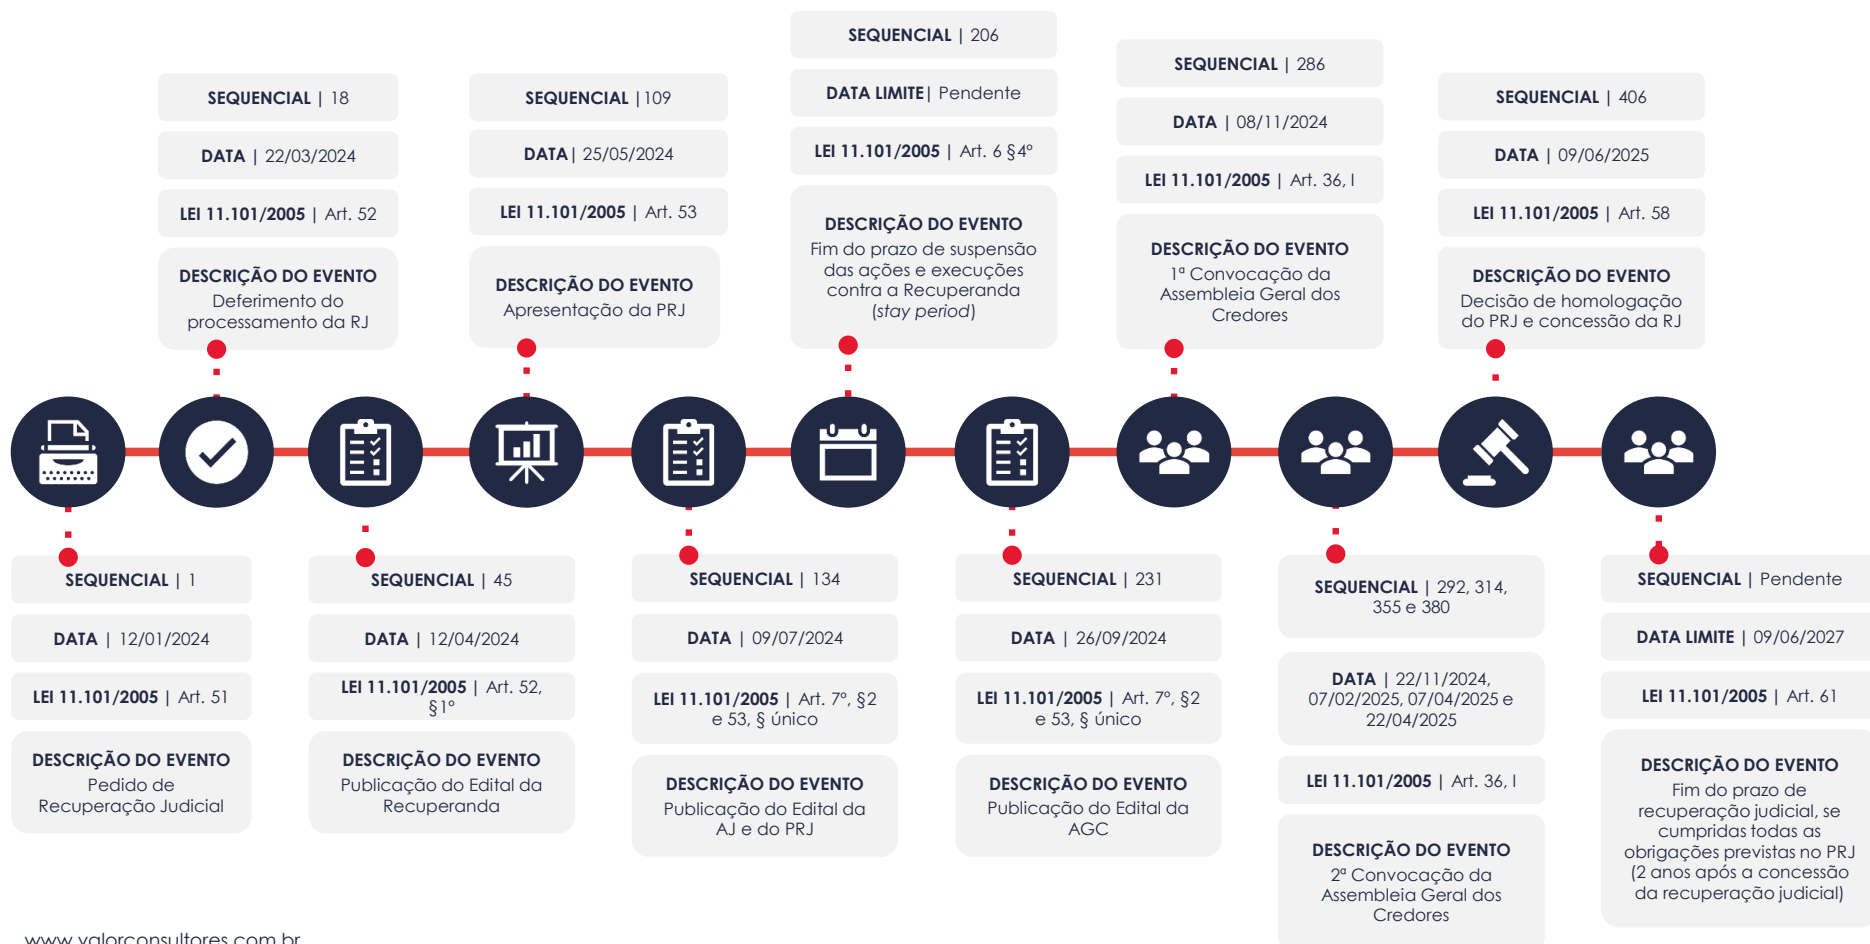 SEQUENCIAL | 18
DATA | 22/03/2024
LEI 11.101/2005 | Art. 52
DESCRIÇÃO DO EVENTO
Deferimento do
processamento da RJ
SEQUENCIAL |109
DATA| 25/05/2024
LEI 11.101/2005 | Art. 53
DESCRIÇÃO DO EVENTO
Apresentação da PRJ
SEQUENCIAL | 206
DATA LIMITE| Pendente
LEI 11.101/2005 | Art. 6 §4º
DESCRIÇÃO DO EVENTO
Fim do prazo de suspensão
das ações e execuções
contra a Recuperanda
(stay period)
SEQUENCIAL | 286
DATA | 08/11/2024
LEI 11.101/2005 | Art. 36, I
DESCRIÇÃO DO EVENTO
1ª Convocação da
Assembleia Geral dos
Credores
SEQUENCIAL | 406
DATA | 09/06/2025
LEI 11.101/2005 | Art. 58
DESCRIÇÃO DO EVENTO
Decisão de homologação
do PRJ e concessão da RJ
SEQUENCIAL | 1
DATA | 12/01/2024
LEI 11.101/2005 | Art. 51
DESCRIÇÃO DO EVENTO
Pedido de
Recuperação Judicial
SEQUENCIAL | 45
DATA | 12/04/2024
LEI 11.101/2005 | Art. 52,
§1º
DESCRIÇÃO DO EVENTO
Publicação do Edital da
Recuperanda
SEQUENCIAL | 134
DATA | 09/07/2024
LEI 11.101/2005 | Art. 7º, §2
e 53, § único
DESCRIÇÃO DO EVENTO
Publicação do Edital da
AJ e do PRJ
SEQUENCIAL | 231
DATA | 26/09/2024
LEI 11.101/2005 | Art. 7º, §2
e 53, § único
DESCRIÇÃO DO EVENTO
Publicação do Edital da
AGC
SEQUENCIAL | 292, 314,
355 e 380
DATA | 22/11/2024,
07/02/2025, 07/04/2025 e
22/04/2025
LEI 11.101/2005 | Art. 36, I
DESCRIÇÃO DO EVENTO
2ª Convocação da
Assembleia Geral dos
Credores
SEQUENCIAL | Pendente
DATA LIMITE | 09/06/2027
LEI 11.101/2005 | Art. 61
DESCRIÇÃO DO EVENTO
Fim do prazo de
recuperação judicial, se
cumpridas todas as
obrigações previstas no PRJ
(2 anos após a concessão
da recuperação judicial)
www.valorconsultores.com.br